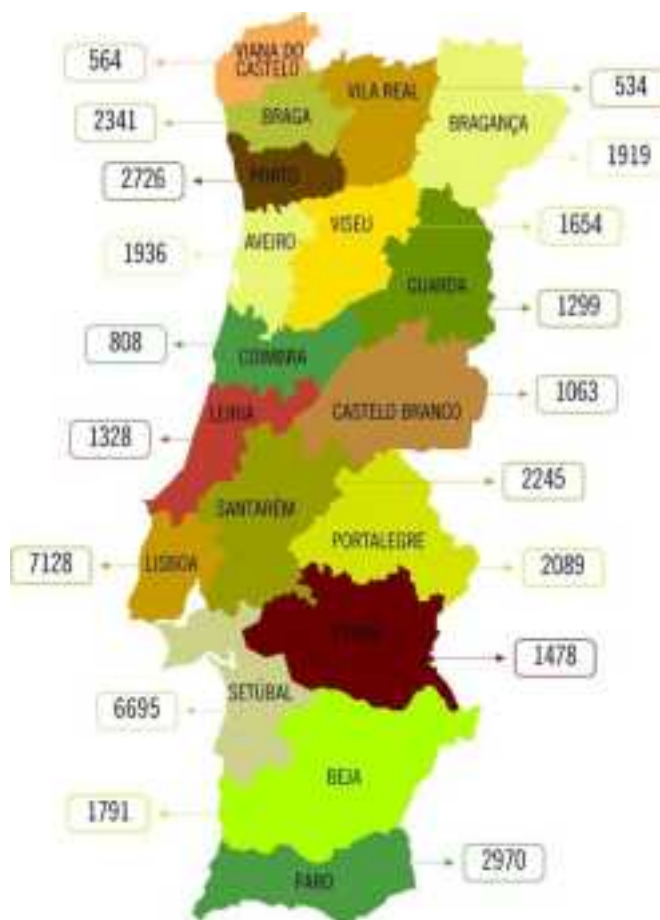 VIANA DO
CASTELO
564
VILA REAL
534
BRAGA
2341
BRAGANÇA
1919
PORTO
2726
VISEU
1654
AVEIRO
1936
GUARDA
1299
COIMBRA
808
CASTELO BRANCO
1063
LEIRIA
1328
2245
SANTARÉM
PORTALEGRE
2089
LISBOA
7128
1478
SETÚBAL
6695
BEJA
1791
FARO
2970